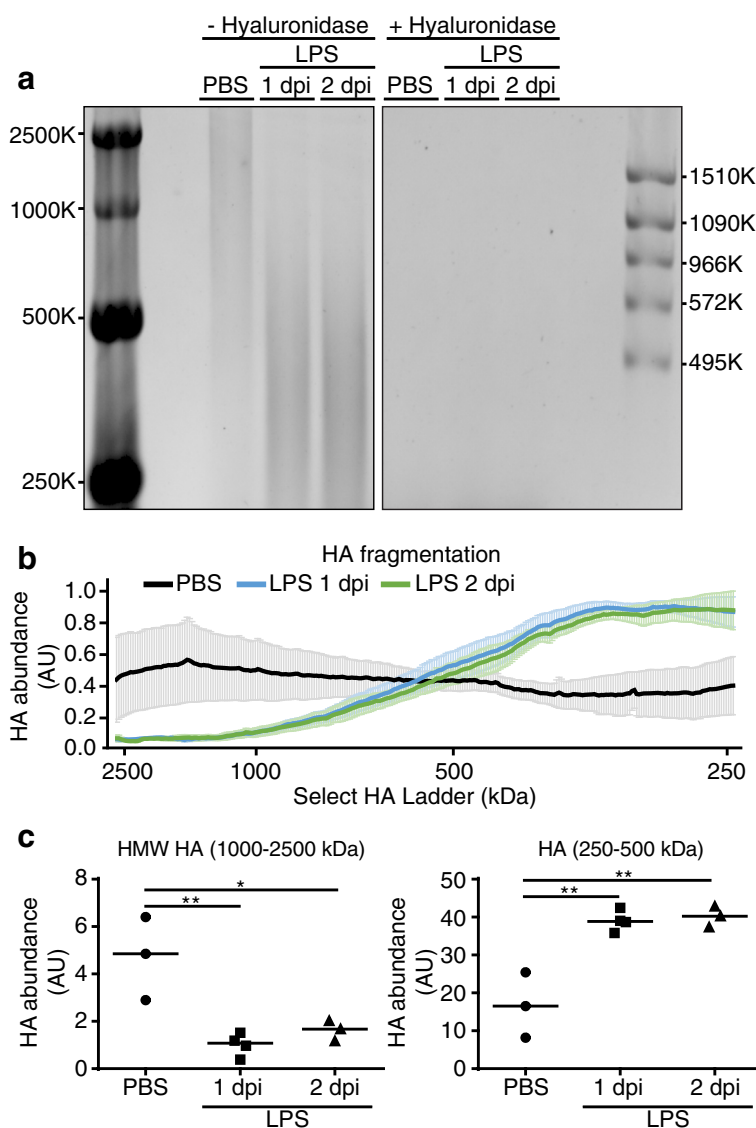 - Hyaluronidase + Hyaluronidase
LPS LPS
a
PBS 1 dpi 2 dpi PBS 1 dpi 2 dpi
2500K
1000K
500K
250K
1510K
1090K
966K
572K
495K
b
HA fragmentation
PBS LPS 1 dpi LPS 2 dpi
HA abundance
(AU)
1.0
0.8
0.6
0.4
0.2
0.0
2500 1000 500 250
Select HA Ladder (kDa)
c
HMW HA (1000-2500 kDa)
HA abundance
(AU)
8
6
4
2
0
*
**
PBS 1 dpi 2 dpi
LPS
HA (250-500 kDa)
HA abundance
(AU)
50
40
30
20
10
0
**
**
PBS 1 dpi 2 dpi
LPS